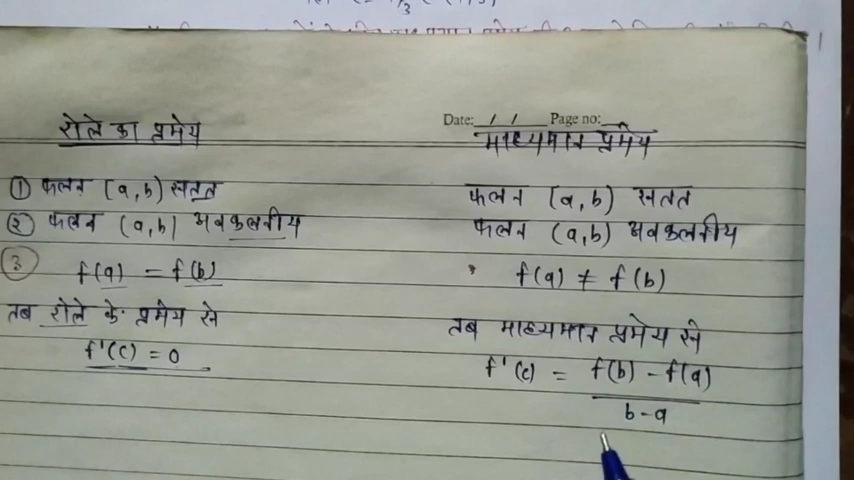 रोले का प्रमेय
① फलन (a,b) सतत
② फलन (a,b) अवकलनीय
③ f(a) = f(b)
तब रोले के प्रमेय से
f'(c) = 0
Date: / / Page no:
माध्यमान प्रमेय
फलन (a,b) सतत
फलन (a,b) अवकलनीय
f(a) ≠ f(b)
तब माध्यमान प्रमेय से
f'(c) = f(b) - f(a)
b-a